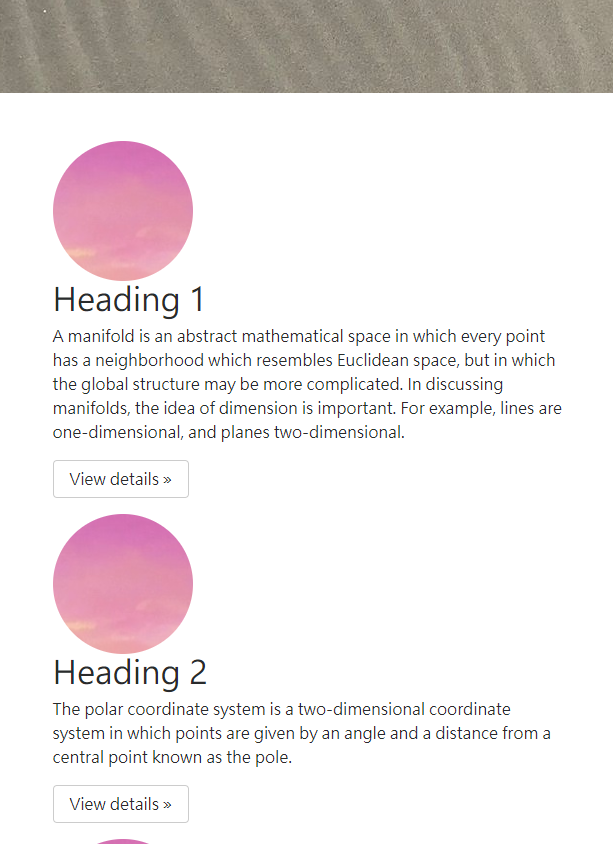 Heading 1
A manifold is an abstract mathematical space in which every point
has a neighborhood which resembles Euclidean space, but in which
the global structure may be more complicated. In discussing
manifolds, the idea of dimension is important. For example, lines are
one-dimensional, and planes two-dimensional.
View details »
Heading 2
The polar coordinate system is a two-dimensional coordinate
system in which points are given by an angle and a distance from a
central point known as the pole.
View details »